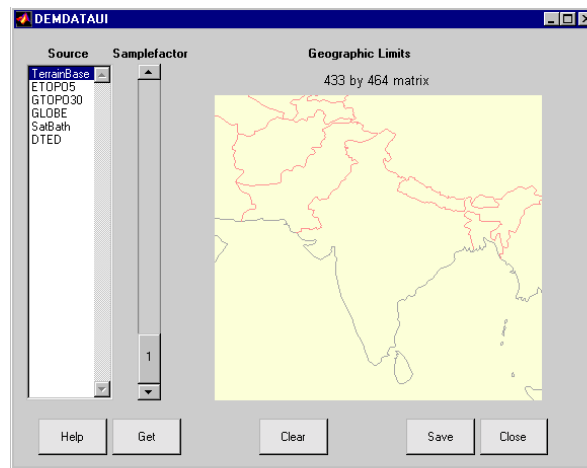 DEMDATAUI
Source Samplefactor Geographic Limits
433 by 464 matrix
TerrainBase
ETOPO5
GTOPO30
GLOBE
SatBath
DTED
1
Help Get Clear Save Close